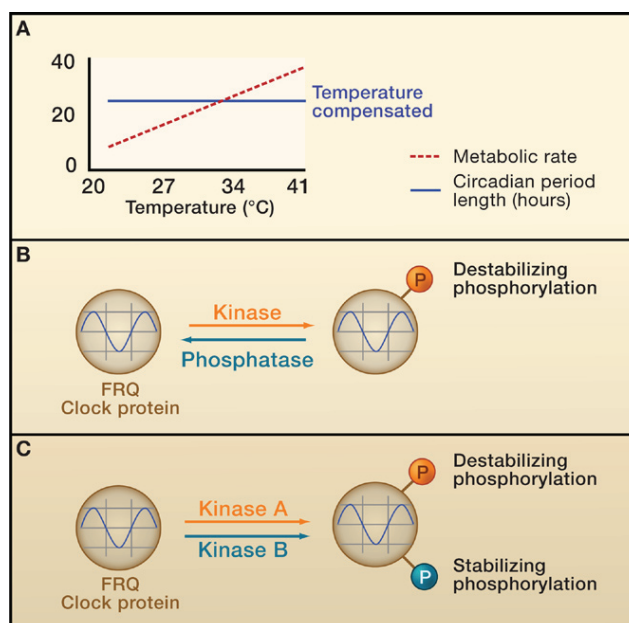 A
40
20
0
20
27
34
41
Temperature (°C)
Temperature
compensated
Metabolic rate
Circadian period
length (hours)
B
Kinase
Phosphatase
FRQ
Clock protein
P
Destabilizing
phosphorylation
C
Kinase A
Kinase B
FRQ
Clock protein
P
Destabilizing
phosphorylation
P
Stabilizing
phosphorylation